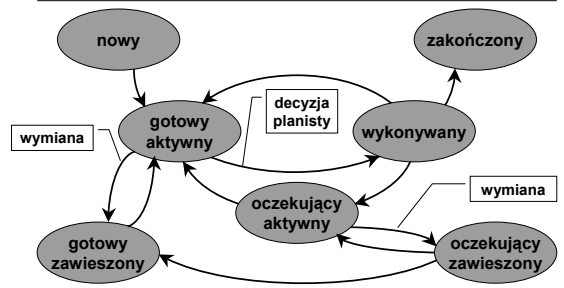 nowy
zakończony
decyzja
planisty
gotowy
aktywny
wykonywany
wymiana
oczekujący
aktywny
wymiana
gotowy
zawieszony
oczekujący
zawieszony